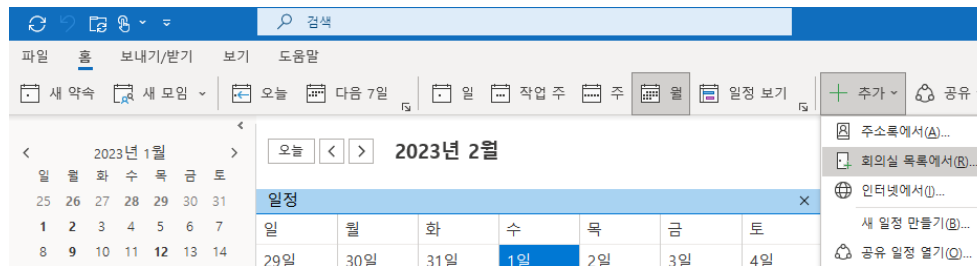 검색
파일 홈 보내기/받기 보기 도움말
새 약속 새 모임 오늘 다음 7일 일 작업 주 주 월 일정 보기 추가 공유
주소록에서(A)...
회의실 목록에서(R)...
인터넷에서(I)...
새 일정 만들기(B)...
공유 일정 열기(O)...
2023년 1월
일 월 화 수 목 금 토
25 26 27 28 29 30 31
1 2 3 4 5 6 7
8 9 10 11 12 13 14
오늘 2023년 2월
일정
일 월 화 수 목 금 토
29일 30일 31일 1일 2일 3일 4일